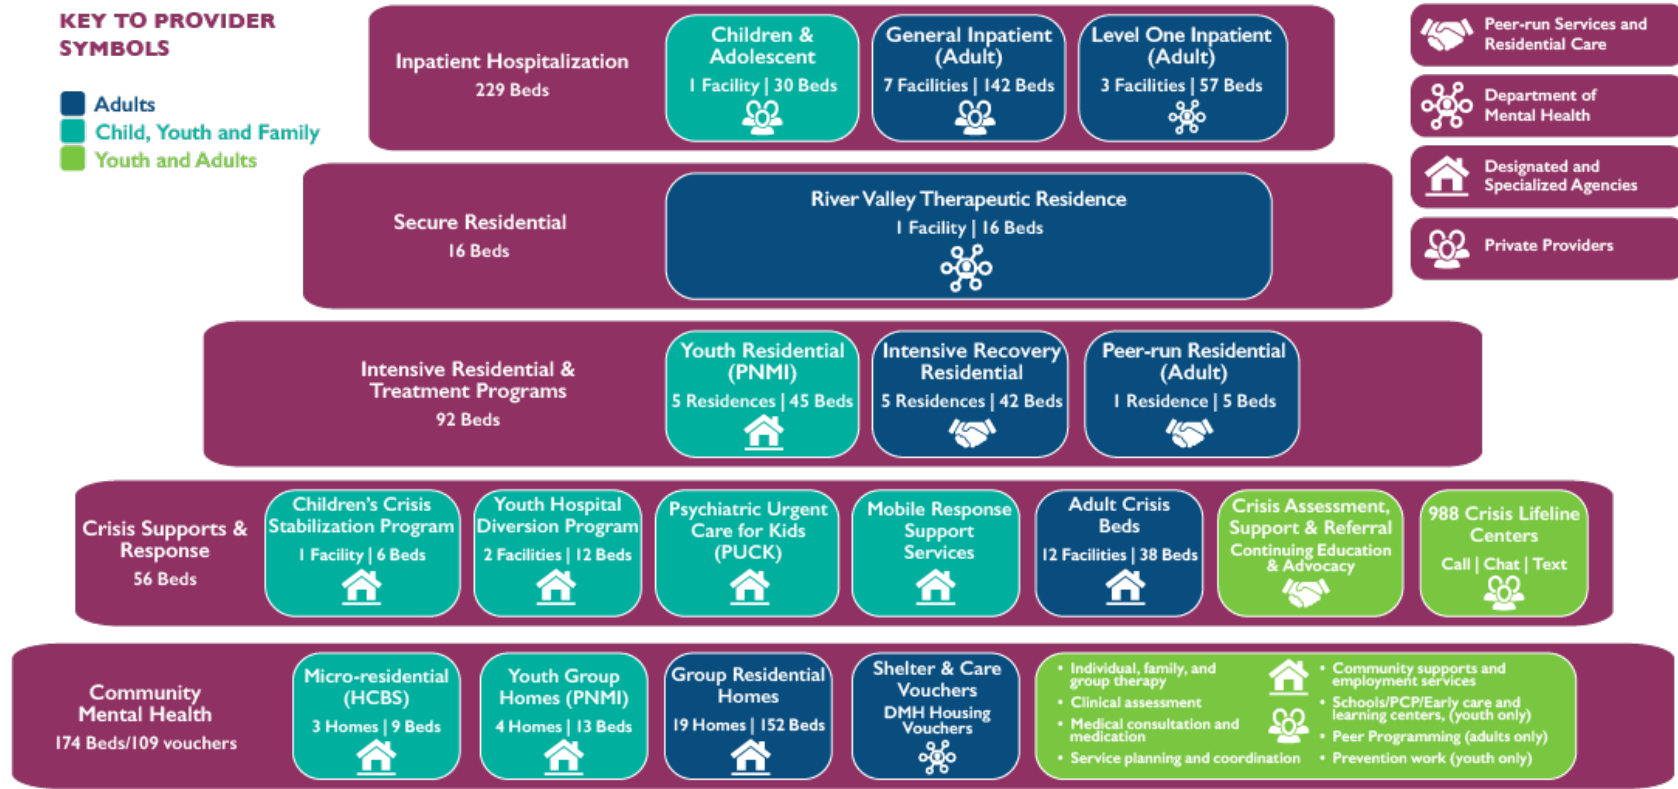 KEY TO PROVIDER
SYMBOLS
Adults
Child, Youth and Family
Youth and Adults
Inpatient Hospitalization
229 Beds
Children &
Adolescent
1 Facility | 30 Beds
General Inpatient
(Adult)
7 Facilities | 142 Beds
Level One Inpatient
(Adult)
3 Facilities | 57 Beds
Peer-run Services and
Residential Care
Department of
Mental Health
Designated and
Specialized Agencies
Private Providers
Secure Residential
16 Beds
River Valley Therapeutic Residence
1 Facility | 16 Beds
Intensive Residential &
Treatment Programs
92 Beds
Youth Residential
(PNMI)
5 Residences | 45 Beds
Intensive Recovery
Residential
5 Residences | 42 Beds
Peer-run Residential
(Adult)
1 Residence | 5 Beds
Crisis Supports &
Response
56 Beds
Children's Crisis
Stabilization Program
1 Facility | 6 Beds
Youth Hospital
Diversion Program
2 Facilities | 12 Beds
Psychiatric Urgent
Care for Kids
(PUCK)
Mobile Response
Support
Services
Adult Crisis
Beds
12 Facilities | 38 Beds
Crisis Assessment,
Support & Referral
Continuing Education
& Advocacy
988 Crisis Lifeline
Centers
Call | Chat | Text
Community
Mental Health
174 Beds/109 vouchers
Micro-residential
(HCBS)
3 Homes | 9 Beds
Youth Group
Homes (PNMI)
4 Homes | 13 Beds
Group Residential
Homes
19 Homes | 152 Beds
Shelter & Care
Vouchers
DMH Housing
Vouchers
• Individual, family, and
group therapy
• Clinical assessment
• Medical consultation and
medication
• Service planning and coordination
• Community supports and
employment services
• Schools/PCP/Early care and
learning centers, (youth only)
• Peer Programming (adults only)
• Prevention work (youth only)